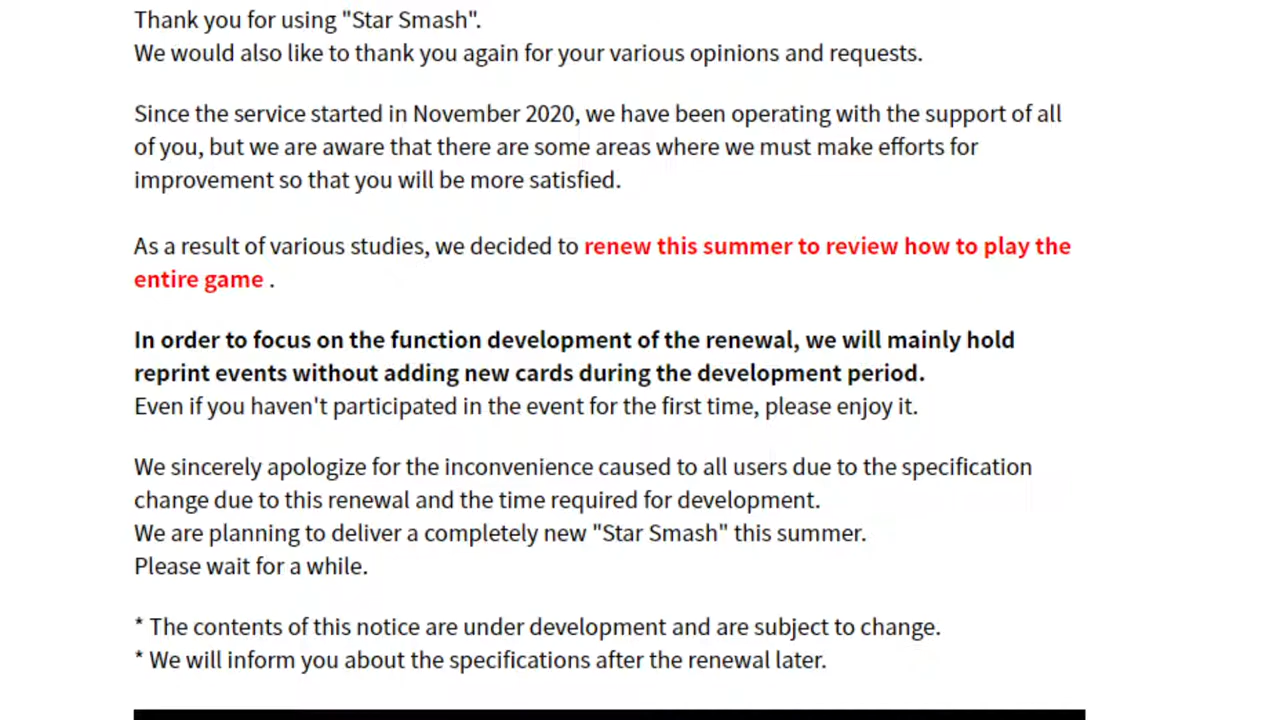 Thank you for using "Star Smash".
We would also like to thank you again for your various opinions and requests.
Since the service started in November 2020, we have been operating with the support of all
of you, but we are aware that there are some areas where we must make efforts for
improvement so that you will be more satisfied.
As a result of various studies, we decided to renew this summer to review how to play the
entire game .
In order to focus on the function development of the renewal, we will mainly hold
reprint events without adding new cards during the development period.
Even if you haven't participated in the event for the first time, please enjoy it.
We sincerely apologize for the inconvenience caused to all users due to the specification
change due to this renewal and the time required for development.
We are planning to deliver a completely new "Star Smash" this summer.
Please wait for a while.
* The contents of this notice are under development and are subject to change.
* We will inform you about the specifications after the renewal later.